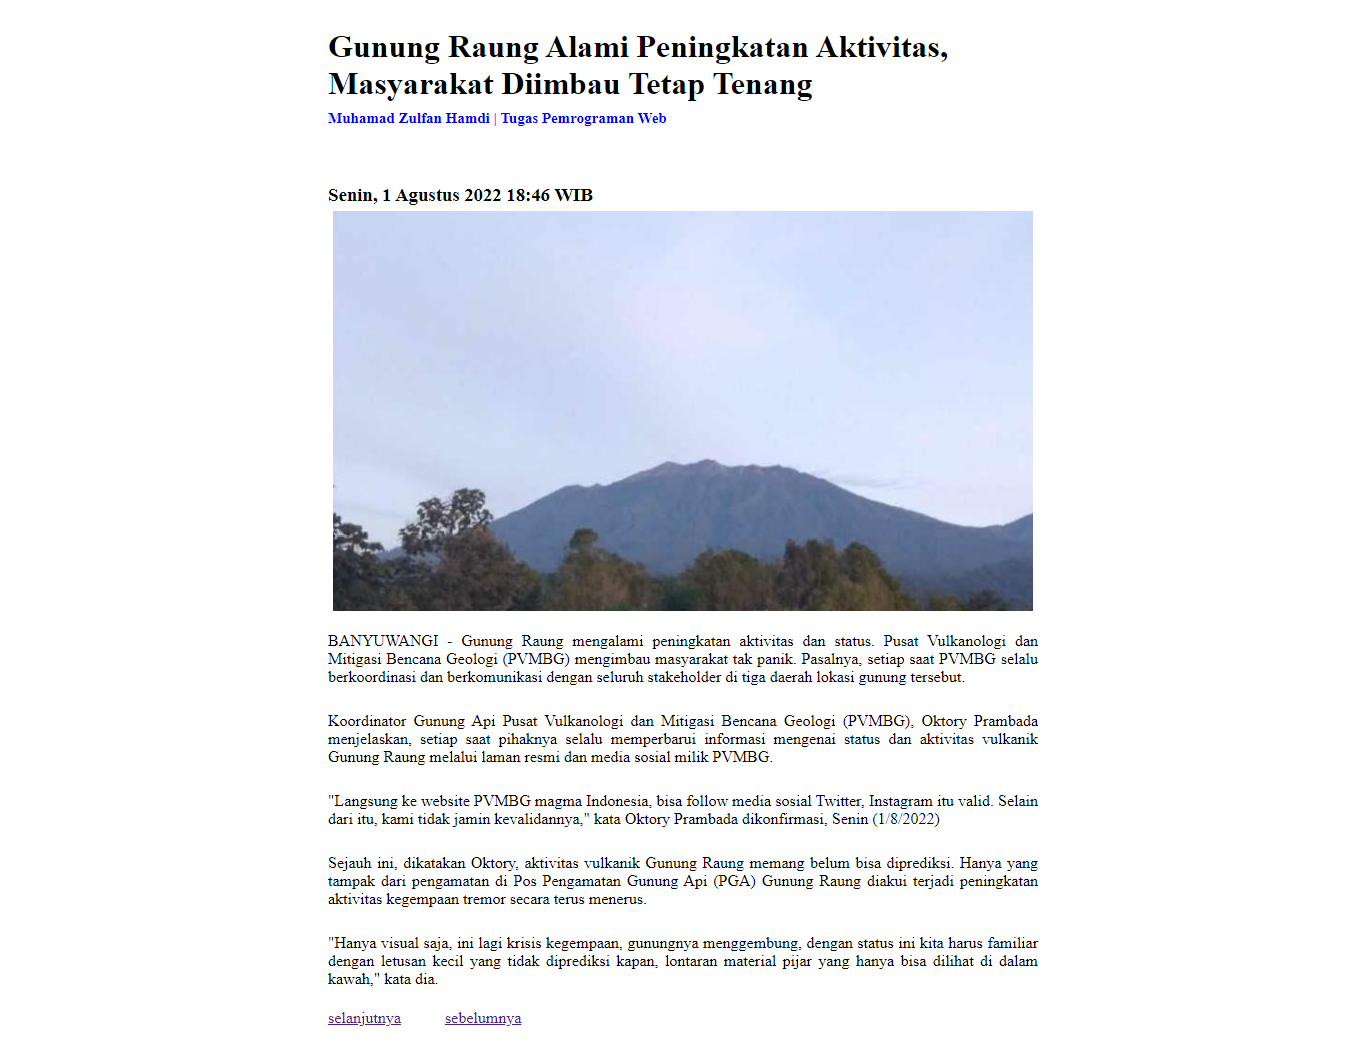 Gunung Raung Alami Peningkatan Aktivitas,
Masyarakat Diimbau Tetap Tenang
Muhamad Zulfan Hamdi | Tugas Pemrograman Web
Senin, 1 Agustus 2022 18:46 WIB
BANYUWANGI - Gunung Raung mengalami peningkatan aktivitas dan status. Pusat Vulkanologi dan
Mitigasi Bencana Geologi (PVMBG) mengimbau masyarakat tak panik. Pasalnya, setiap saat PVMBG selalu
berkoordinasi dan berkomunikasi dengan seluruh stakeholder di tiga daerah lokasi gunung tersebut.
Koordinator Gunung Api Pusat Vulkanologi dan Mitigasi Bencana Geologi (PVMBG), Oktory Prambada
menjelaskan, setiap saat pihaknya selalu memperbarui informasi mengenai status dan aktivitas vulkanik
Gunung Raung melalui laman resmi dan media sosial milik PVMBG.
"Langsung ke website PVMBG magma Indonesia, bisa follow media sosial Twitter, Instagram itu valid. Selain
dari itu, kami tidak jamin kevalidannya," kata Oktory Prambada dikonfirmasi, Senin (1/8/2022)
Sejauh ini, dikatakan Oktory, aktivitas vulkanik Gunung Raung memang belum bisa diprediksi. Hanya yang
tampak dari pengamatan di Pos Pengamatan Gunung Api (PGA) Gunung Raung diakui terjadi peningkatan
aktivitas kegempaan tremor secara terus menerus.
"Hanya visual saja, ini lagi krisis kegempaan, gunungnya menggembung, dengan status ini kita harus familiar
dengan letusan kecil yang tidak diprediksi kapan, lontaran material pijar yang hanya bisa dilihat di dalam
kawah," kata dia.
selanjutnya sebelumnya